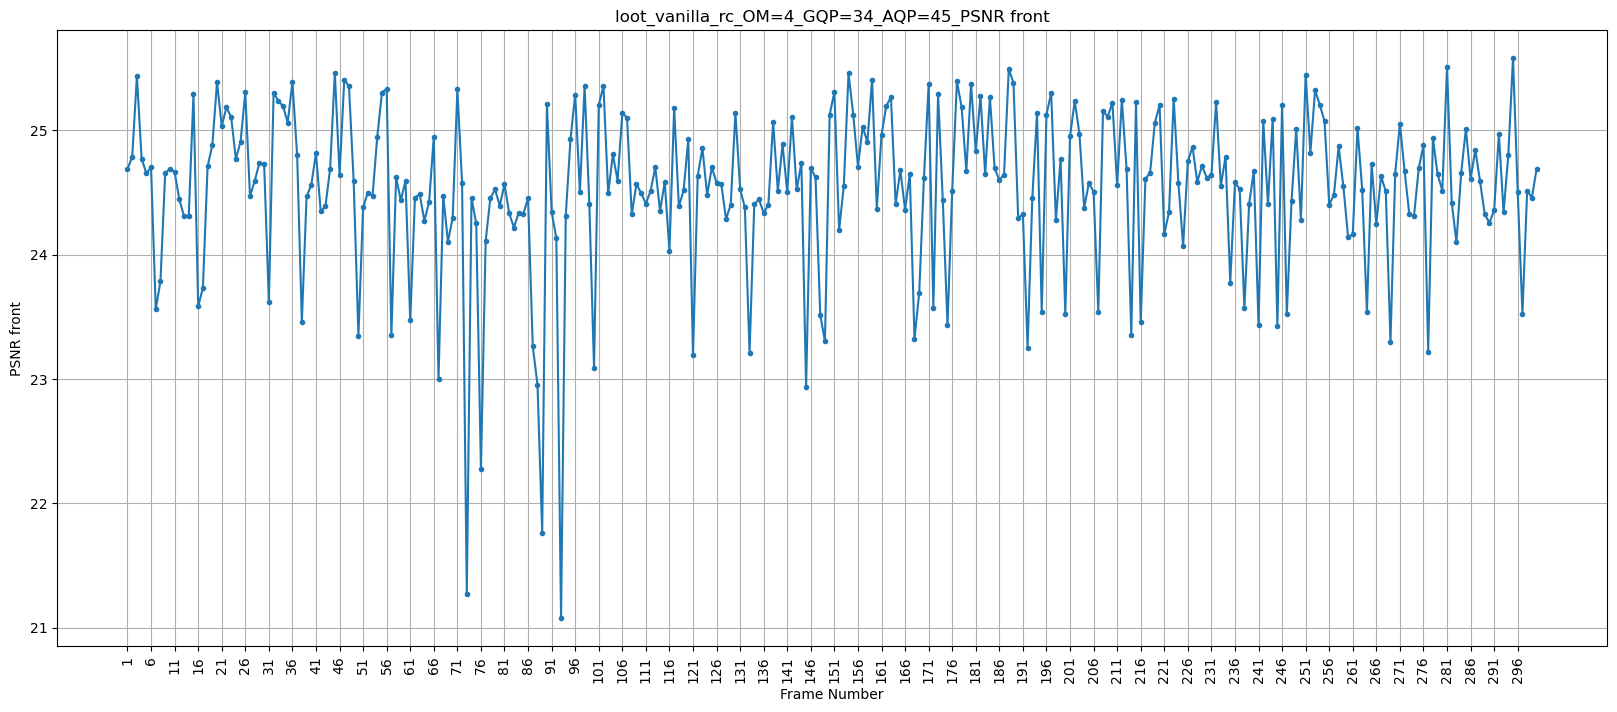 loot_vanilla_rc_OM=4_GQP=34_AQP=45_PSNR front
PSNR front
25
24
23
22
21
1 6 11 16 21 26 31 36 41 46 51 56 61 66 71 76 81 86 91 96 101 106 111 116 121 126 131 136 141 146 151 156 161 166 171 176 181 186 191 196 201 206 211 216 221 226 231 236 241 246 251 256 261 266 271 276 281 286 291 296
Frame Number